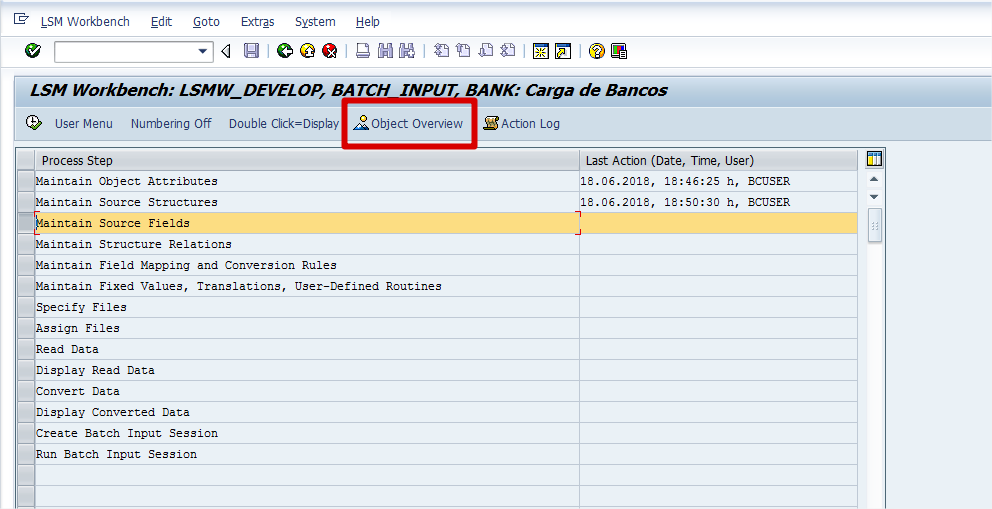 LSM Workbench Edit Goto Extras System Help
LSM Workbench: LSMW_DEVELOP, BATCH_INPUT, BANK: Carga de Bancos
User Menu Numbering Off Double Click=Display Object Overview Action Log
Process Step Last Action (Date, Time, User)
Maintain Object Attributes 18.06.2018, 18:46:25 h, BCUSER
Maintain Source Structures 18.06.2018, 18:50:30 h, BCUSER
Maintain Source Fields
Maintain Structure Relations
Maintain Field Mapping and Conversion Rules
Maintain Fixed Values, Translations, User-Defined Routines
Specify Files
Assign Files
Read Data
Display Read Data
Convert Data
Display Converted Data
Create Batch Input Session
Run Batch Input Session